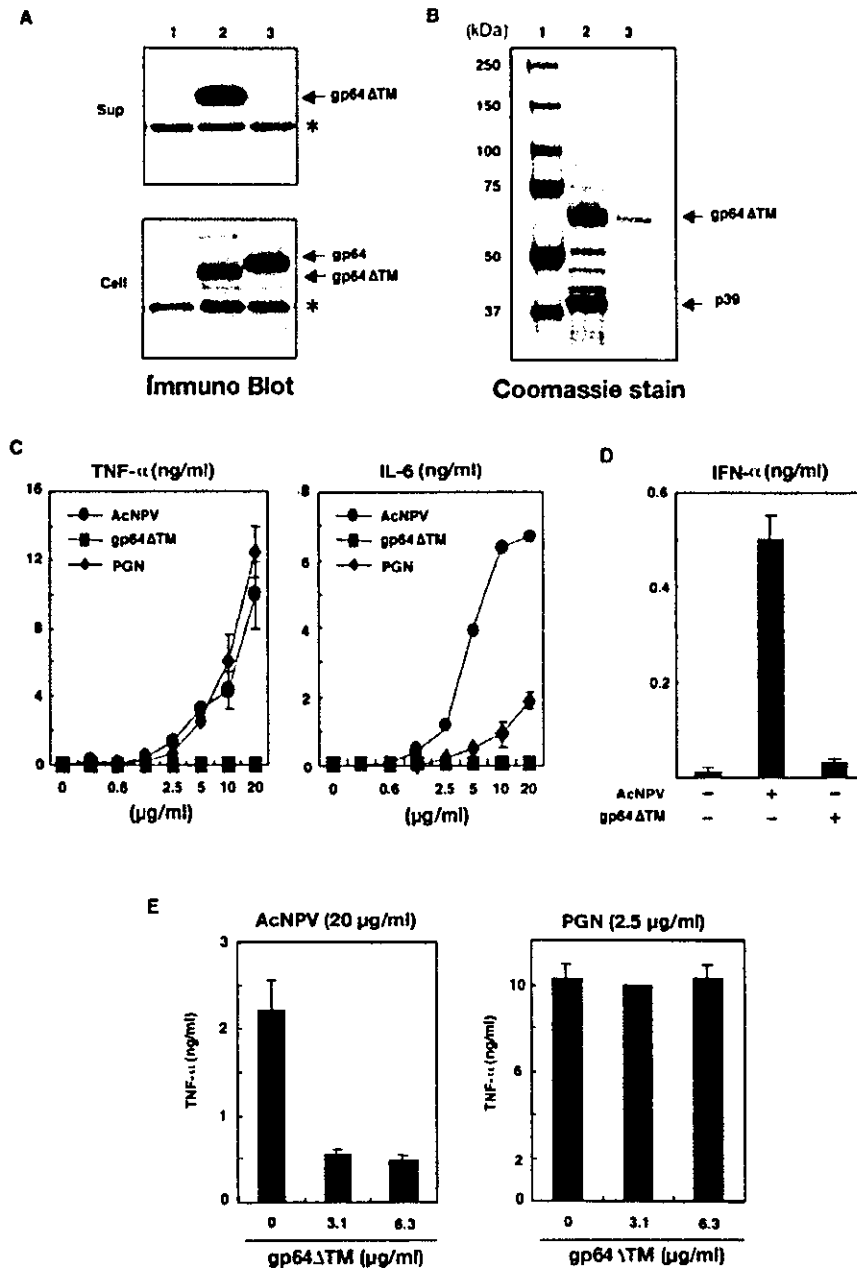 A
1 2 3
Sup
gp64 ΔTM
*
Cell
gp64
gp64 ΔTM
*
Immuno Blot
B
(kDa) 1 2 3
250
150
100
75
gp64 ΔTM
50
p39
37
Coomassie stain
C
TNF-α (ng/ml)
16
12
8
4
0
AcNPV
gp64 ΔTM
PGN
0 0.6 2.5 5 10 20
(μg/ml)
IL-6 (ng/ml)
8
6
4
2
0
AcNPV
gp64 ΔTM
PGN
0 0.6 2.5 5 10 20
(μg/ml)
D
IFN-α (ng/ml)
0.6
0.4
0.2
AcNPV – + –
gp64 ΔTM – – +
E
AcNPV (20 μg/ml)
TNF-α (ng/ml)
3
2
1
0
0 3.1 6.3
gp64ΔTM (μg/ml)
PGN (2.5 μg/ml)
TNF-α (ng/ml)
10
6
2
0
0 3.1 6.3
gp64 \TM (μg/ml)